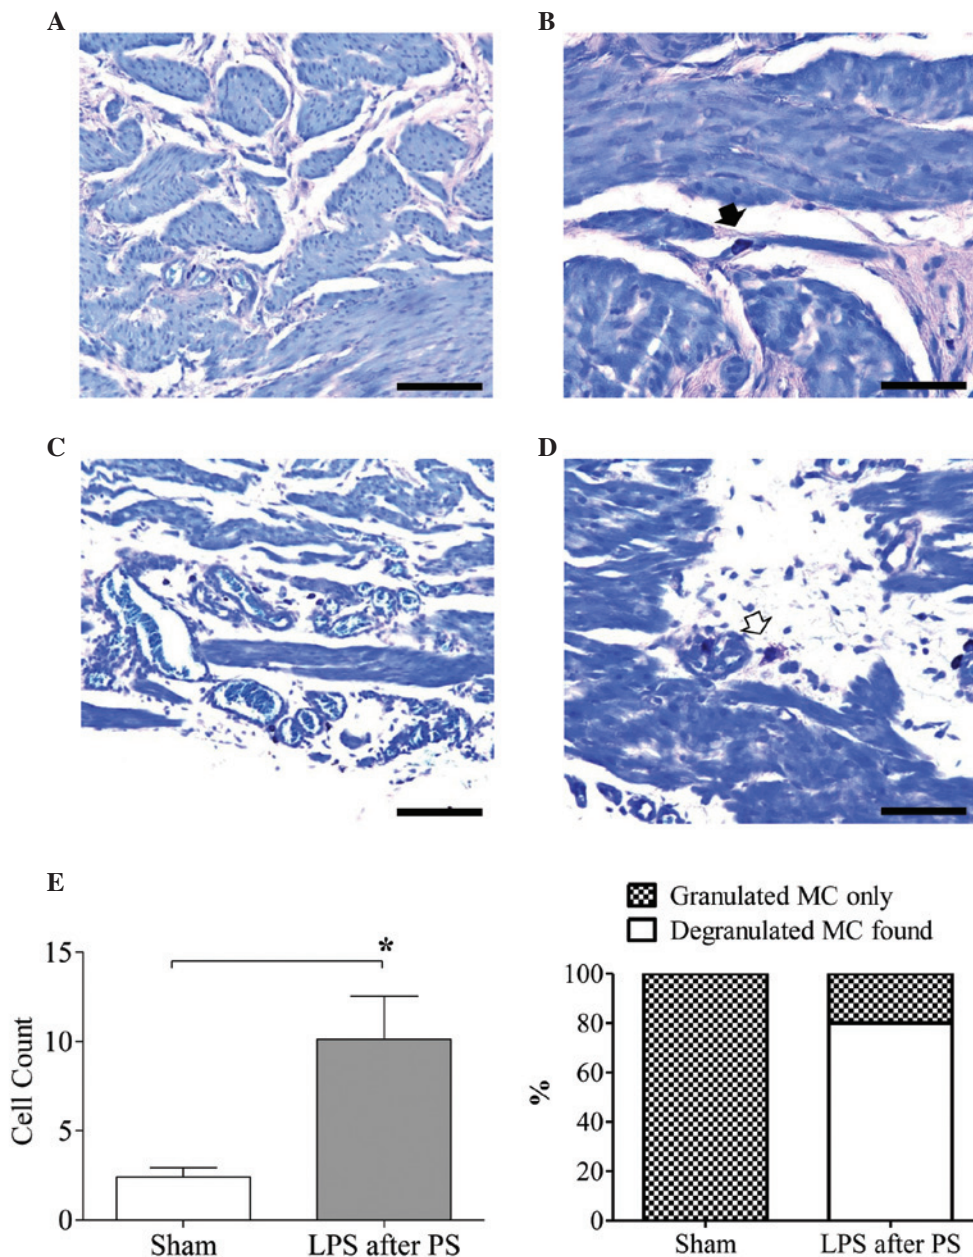 A
B
C
D
E
15
10
5
0
Cell Count
*
Sham
LPS after PS
Granulated MC only
Degranulated MC found
100
80
60
40
20
0
%
Sham
LPS after PS